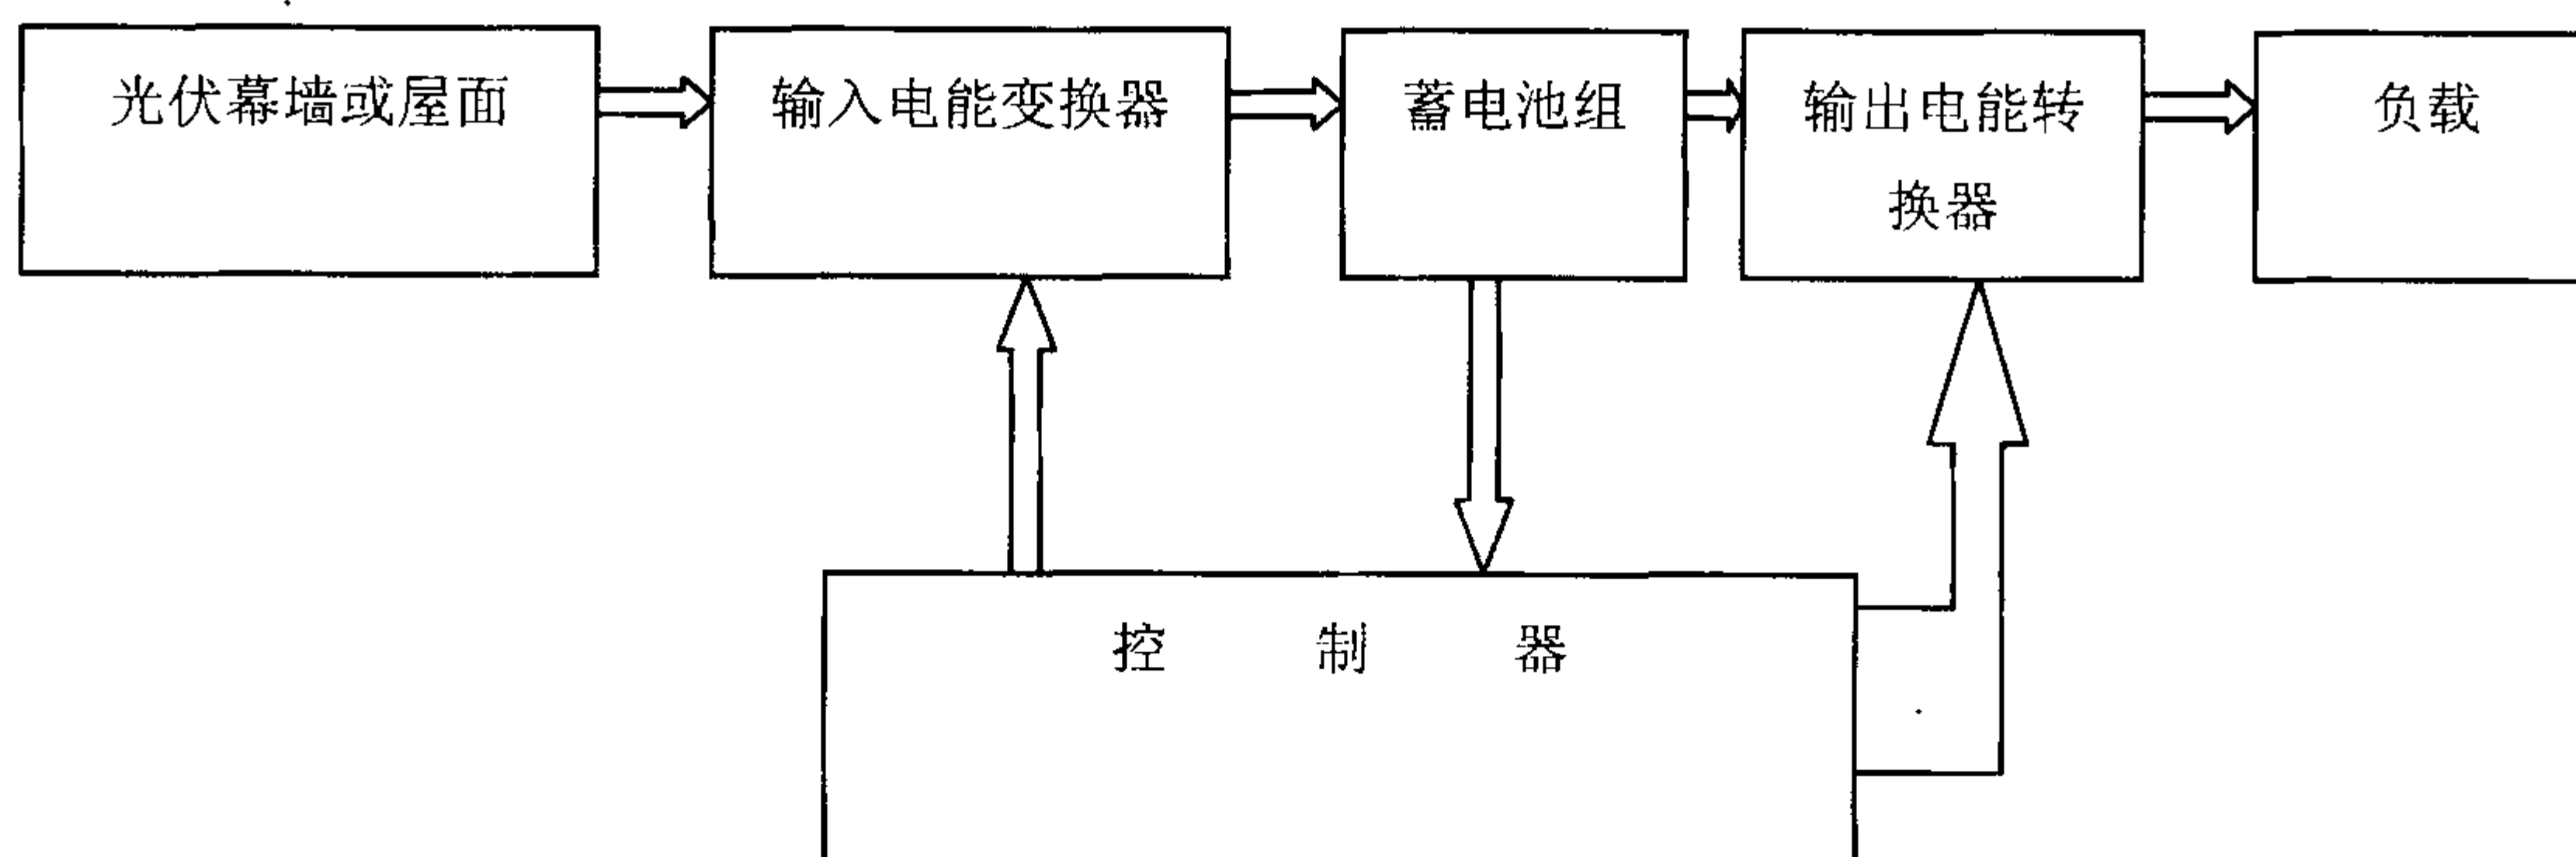 光伏幕墙或屋面
输入电能变换器
蓄电池组
输出电能转
换器
负载
控 制 器